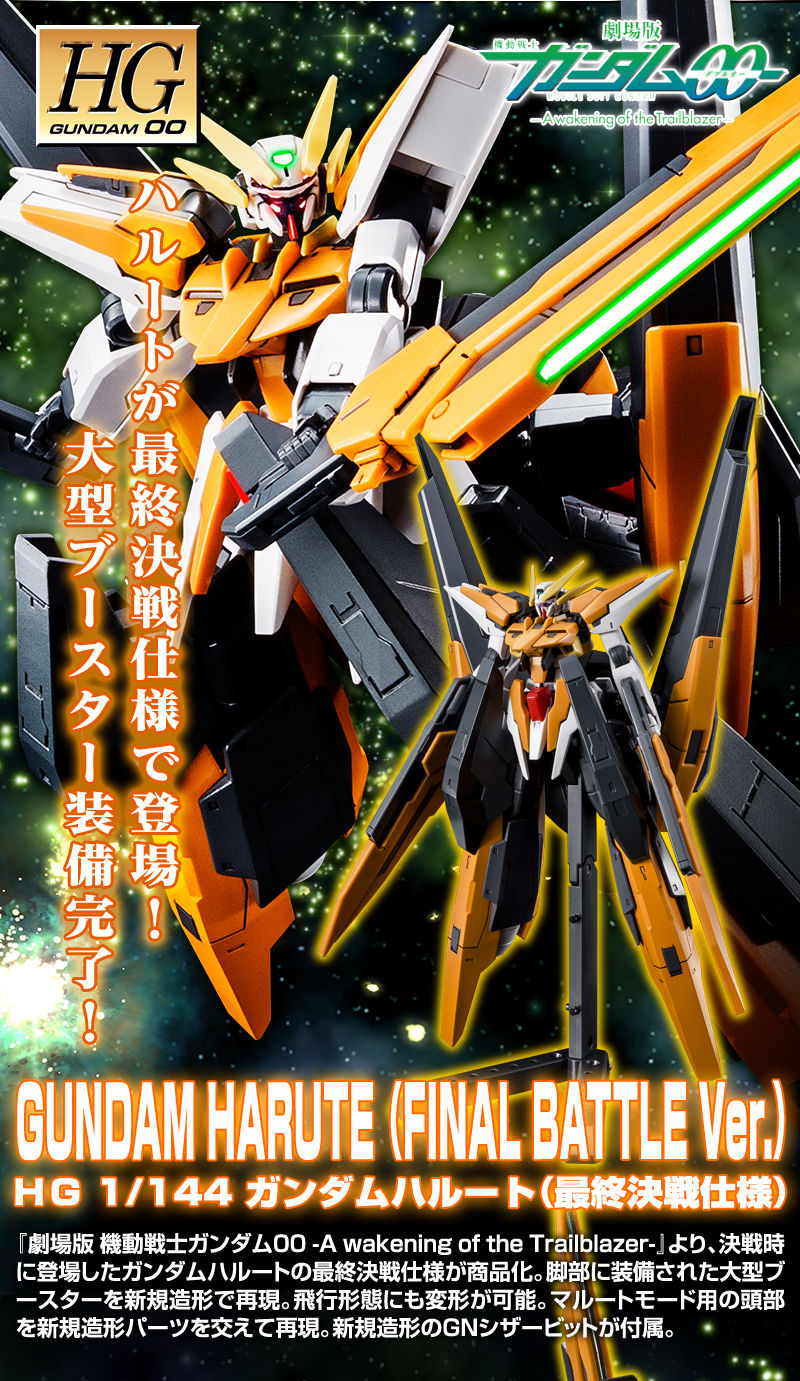 HG
GUNDAM 00
劇場版
機動戦士
ガンダム00
ダブルオー
MOBILE SUIT GUNDAM
—A wakening of the Trailblazer—
ハルートが最終決戦仕様で登場！
大型ブースター装備完了！
GUNDAM HARUTE (FINAL BATTLE Ver.)
HG 1/144 ガンダムハルート(最終決戦仕様)
『劇場版 機動戦士ガンダム00 -A wakening of the Trailblazer-』より、決戦時
に登場したガンダムハルートの最終決戦仕様が商品化。脚部に装備された大型ブ
ースターを新規造形で再現。飛行形態にも変形が可能。マルートモード用の頭部
を新規造形パーツを交えて再現。新規造形のGNシザービットが付属。